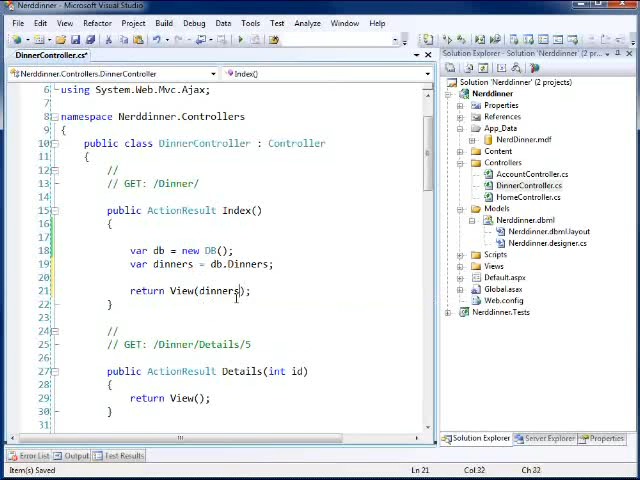 Nerddinner - Microsoft Visual Studio
File Edit View Refactor Project Build Debug Data Tools Test Analyze Window Help
DinnerController.cs*
Nerddinner.Controllers.DinnerController
Index()
6 using System.Web.Mvc.Ajax;
7
8 namespace Nerddinner.Controllers
9 {
10 public class DinnerController : Controller
11 {
12 //
13 // GET: /Dinner/
14
15 public ActionResult Index()
16 {
17
18 var db = new DB();
19 var dinners = db.Dinners;
20
21 return View(dinners);
22 }
23
24 //
25 // GET: /Dinner/Details/5
26
27 public ActionResult Details(int id)
28 {
29 return View();
30 }
31
Error List Output Test Results
Solution Explorer - Solution 'Nerddinner' (2 p...
Solution 'Nerddinner' (2 projects)
Nerddinner
Properties
References
App_Data
NerdDinner.mdf
Content
Controllers
AccountController.cs
DinnerController.cs
HomeController.cs
Models
Nerddinner.dbml
Nerddinner.dbml.layout
Nerddinner.designer.cs
Scripts
Views
Default.aspx
Global.asax
Web.config
Nerddinner.Tests
Solution Explorer Server Explorer Properties
Item(s) Saved Ln 21 Col 32 Ch 32